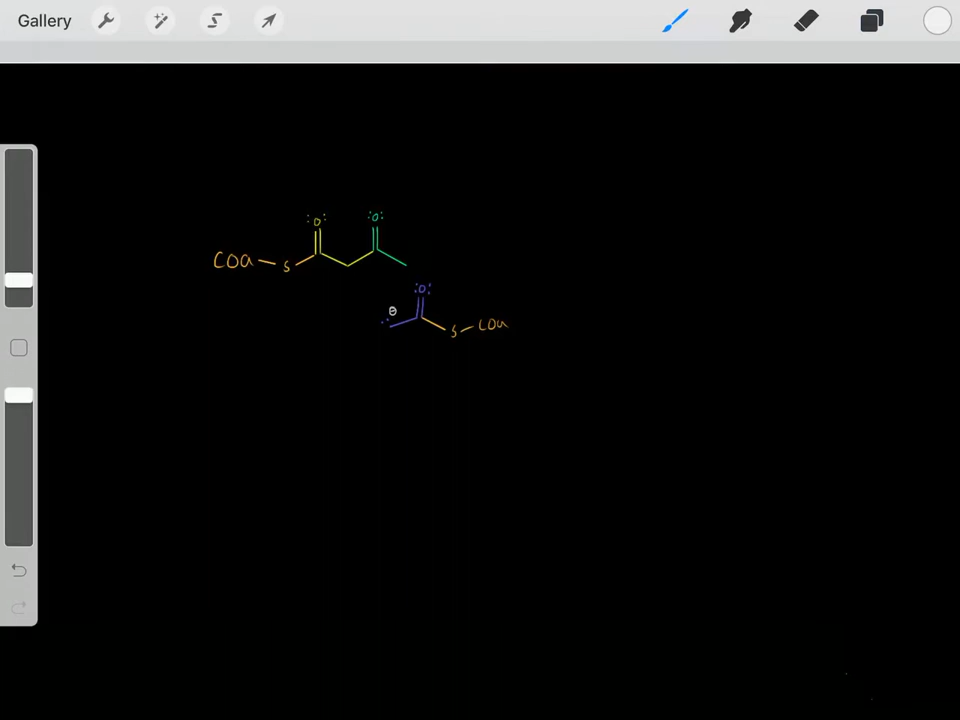 Gallery
:O: :O:
COA S
:O:
⊖
S COA